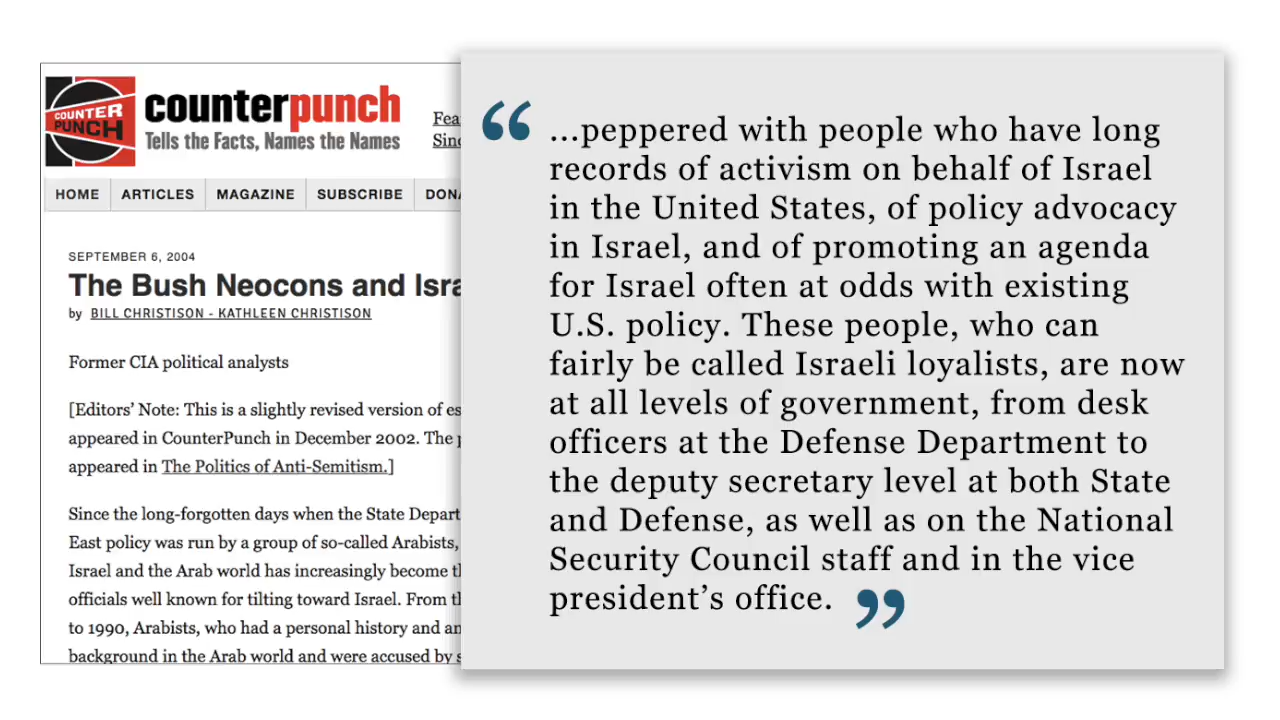 COUNTER
PUNCH
counterpunch
Tells the Facts, Names the Names
HOME
ARTICLES
MAGAZINE
SUBSCRIBE
SEPTEMBER 6, 2004
The Bush Neocons and
by BILL CHRISTISON - KATHLEEN CHRISTISON
Former CIA political analysts
[Editors’ Note: This is a slightly revised version of
appeared in CounterPunch in December 2002. The
appeared in The Politics of Anti-Semitism.]
Since the long-forgotten days when the State
East policy was run by a group of so-called Arabists,
Israel and the Arab world has increasingly become
officials well known for tilting toward Israel. From
to 1990, Arabists, who had a personal history and
background in the Arab world and were accused by
“
…peppered with people who have long
records of activism on behalf of Israel
in the United States, of policy advocacy
in Israel, and of promoting an agenda
for Israel often at odds with existing
U.S. policy. These people, who can
fairly be called Israeli loyalists, are now
at all levels of government, from desk
officers at the Defense Department to
the deputy secretary level at both State
and Defense, as well as on the National
Security Council staff and in the vice
president’s office. ”